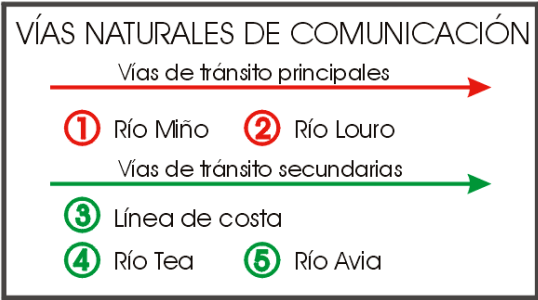 VÍAS NATURALES DE COMUNICACIÓN
Vías de tránsito principales
1 Río Miño 2 Río Louro
Vías de tránsito secundarias
3 Línea de costa
4 Río Tea 5 Río Avia